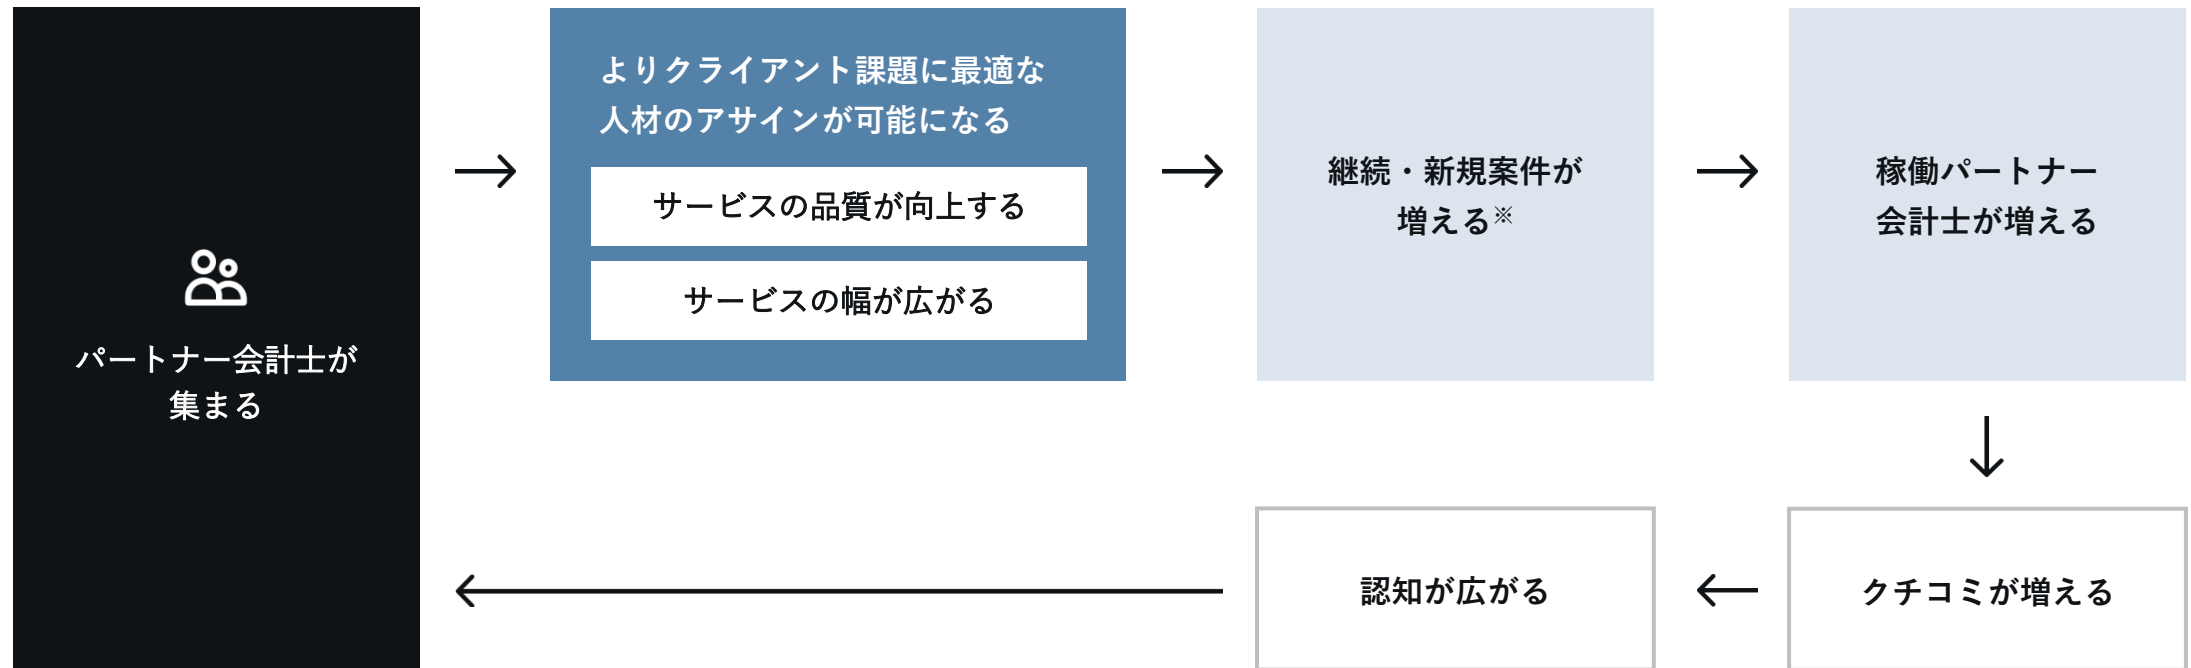 パートナー会計士が
集まる
よりクライアント課題に最適な
人材のアサインが可能になる
サービスの品質が向上する
サービスの幅が広がる
継続・新規案件が
増える※
稼働パートナー
会計士が増える
クチコミが増える
認知が広がる